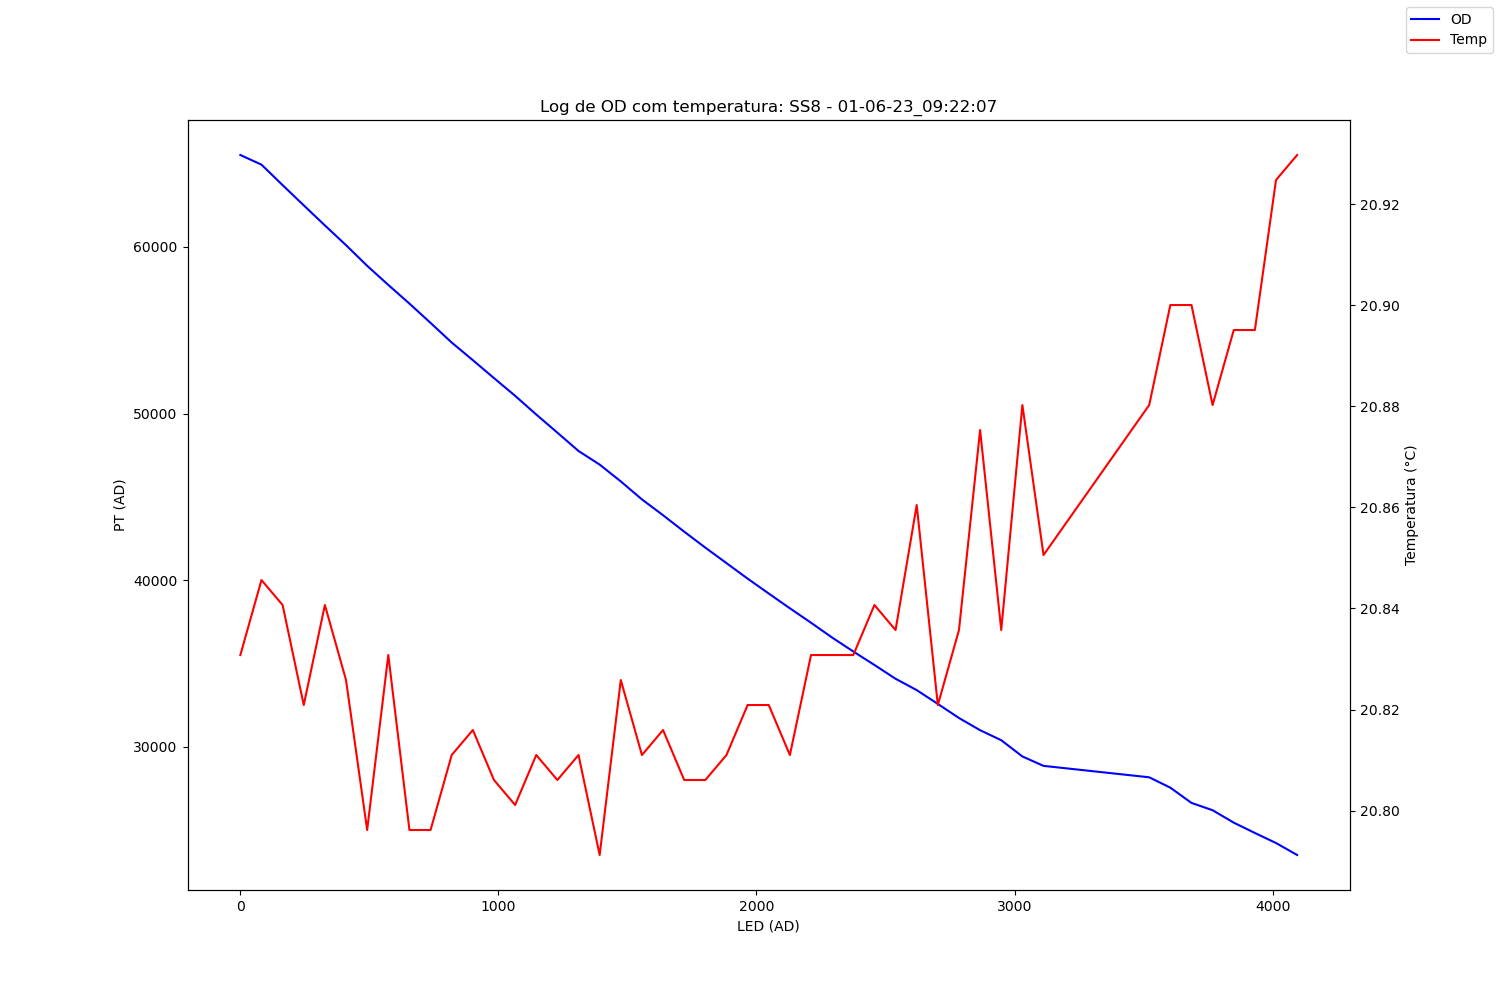 OD
Temp
Log de OD com temperatura: SS8 - 01-06-23_09:22:07
60000
50000
40000
30000
PT (AD)
20.92
20.90
20.88
20.86
20.84
20.82
20.80
Temperatura (°C)
0 1000 2000 3000 4000
LED (AD)